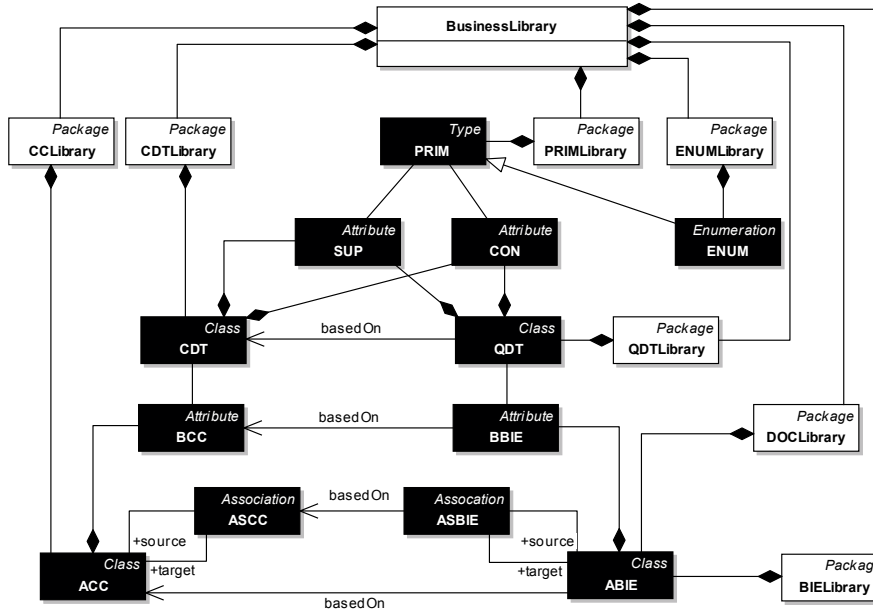 BusinessLibrary
Package
CCLibrary
Package
CDTLibrary
Type
PRIM
Package
PRIMLibrary
Package
ENUMLibrary
Attribute
SUP
Attribute
CON
Enumeration
ENUM
Class
CDT
basedOn
Class
QDT
Package
QDTLibrary
Attribute
BCC
basedOn
Attribute
BBIE
Package
DOCLibrary
Association
ASCC
basedOn
Assocation
ASBIE
+source
+target
+source
+target
Class
ACC
basedOn
Class
ABIE
Package
BIELibrary